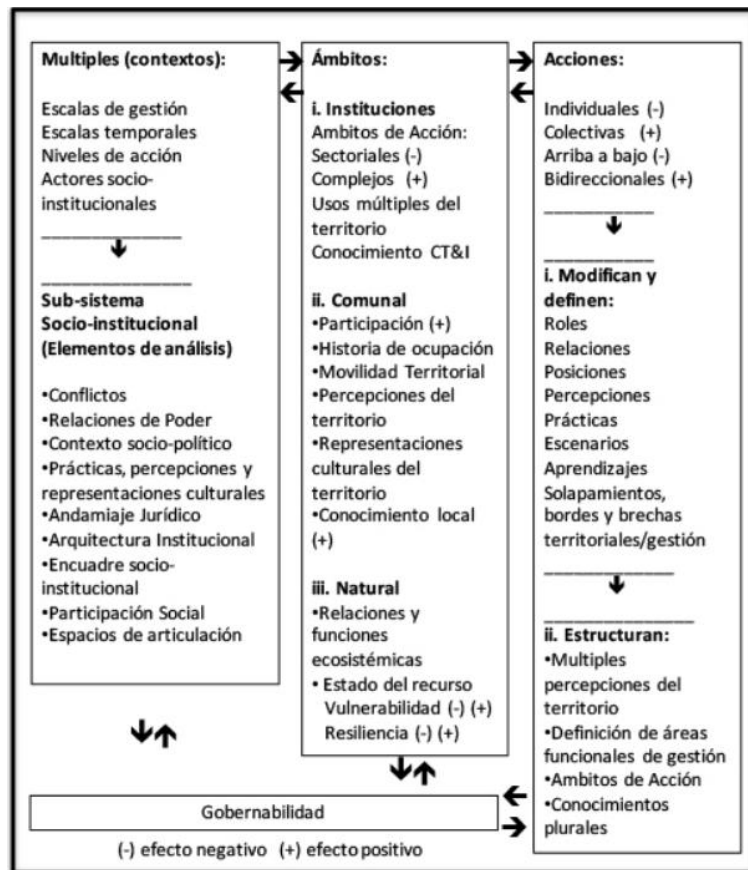 Multiples (contextos):
Escalas de gestión
Escalas temporales
Niveles de acción
Actores socio-
institucionales
Sub-sistema
Socio-institucional
(Elementos de análisis)
•Conflictos
•Relaciones de Poder
•Contexto socio-político
•Prácticas, percepciones y
representaciones culturales
•Andamiaje Jurídico
•Arquitectura Institucional
•Encuadre socio-
institucional
•Participación Social
•Espacios de articulación
Ámbitos:
i. Instituciones
Ambitos de Acción:
Sectoriales (-)
Complejos (+)
Usos múltiples del
territorio
Conocimiento CT&I
ii. Comunal
•Participación (+)
•Historia de ocupación
•Movilidad Territorial
•Percepciones del
territorio
•Representaciones
culturales del
territorio
•Conocimiento local
(+)
iii. Natural
•Relaciones y
funciones
ecosistémicas
• Estado del recurso
Vulnerabilidad (-) (+)
Resiliencia (-) (+)
Acciones:
Individuales (-)
Colectivas (+)
Arriba a bajo (-)
Bidireccionales (+)
i. Modifican y
definen:
Roles
Relaciones
Posiciones
Percepciones
Prácticas
Escenarios
Aprendizajes
Solapamientos,
bordes y brechas
territoriales/gestión
ii. Estructuran:
•Multiples
percepciones del
territorio
•Definición de áreas
funcionales de gestión
•Ambitos de Acción
•Conocimientos
plurales
Gobernabilidad
(-) efecto negativo (+) efecto positivo